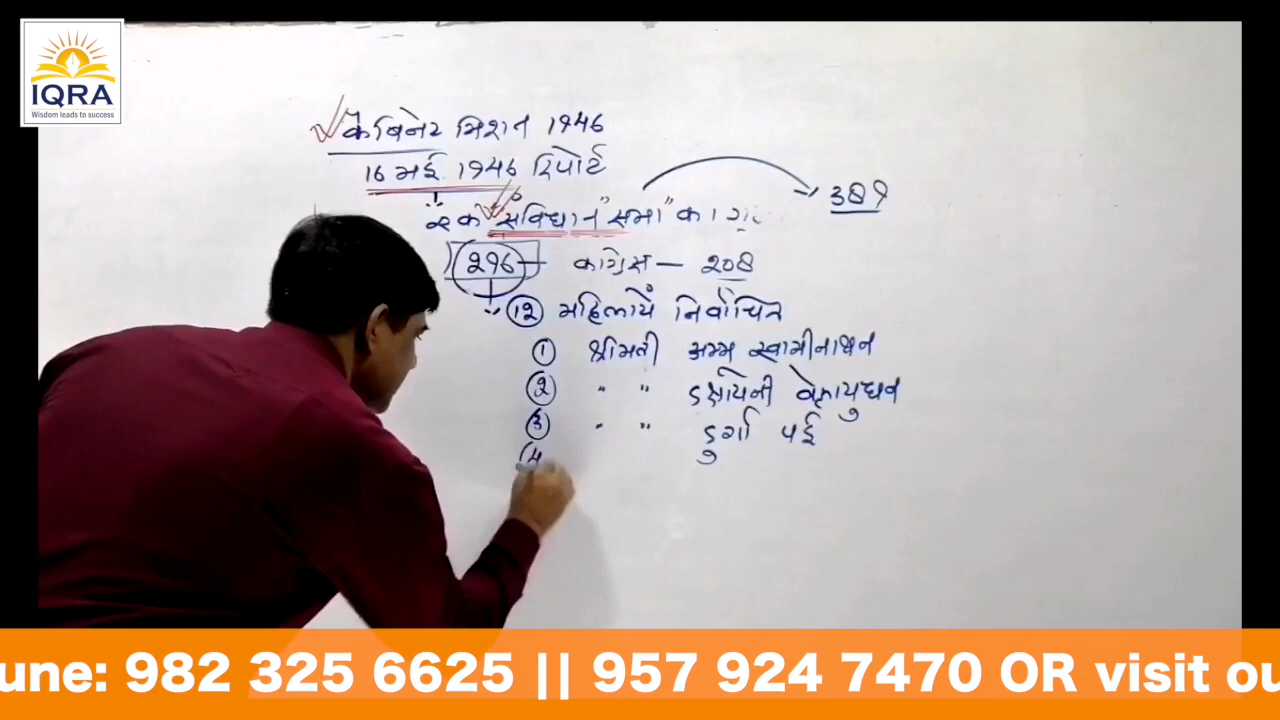 IQRA
Wisdom leads to success
कैबिनेट मिशन 1946
16 मई 1946 रिपोर्ट
एक "संविधान सभा" का
389
296 — कांग्रेस — 208
12 महिलायें निर्वाचित
1 श्रीमती अम्मु स्वामीनाथन
2 " " दक्षायेनी वेलायुधन
3 " " दुर्गा
4
une: 982 325 6625 || 957 924 7470 OR visit ou